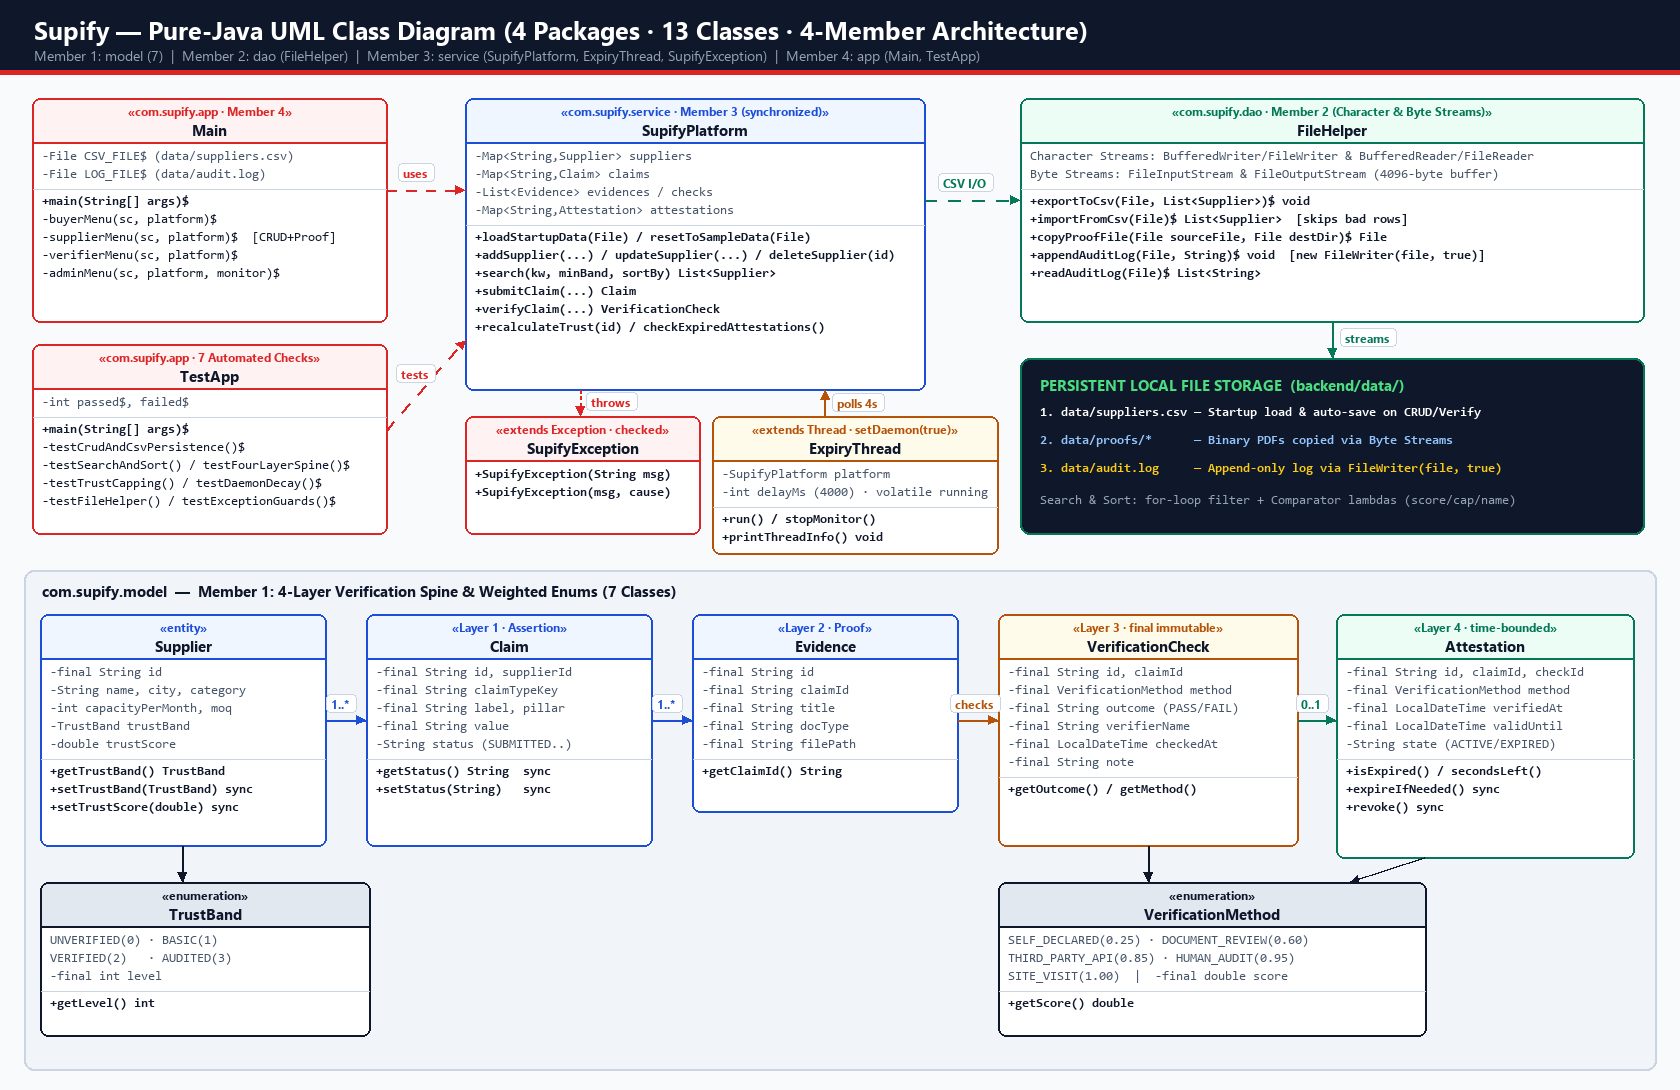 Supify — Pure-Java UML Class Diagram (4 Packages · 13 Classes · 4-Member Architecture)
Member 1: model (7) | Member 2: dao (FileHelper) | Member 3: service (SupifyPlatform, ExpiryThread, SupifyException) | Member 4: app (Main, TestApp)
«com.supify.app · Member 4»
Main
-File CSV_FILE$ (data/suppliers.csv)
-File LOG_FILE$ (data/audit.log)
+main(String[] args)$
-buyerMenu(sc, platform)$
-supplierMenu(sc, platform)$  [CRUD+Proof]
-verifierMenu(sc, platform)$
-adminMenu(sc, platform, monitor)$
uses
«com.supify.service · Member 3 (synchronized)»
SupifyPlatform
-Map<String,Supplier> suppliers
-Map<String,Claim> claims
-List<Evidence> evidences / checks
-Map<String,Attestation> attestations
+loadStartupData(File) / resetToSampleData(File)
+addSupplier(...) / updateSupplier(...) / deleteSupplier(id)
+search(kw, minBand, sortBy) List<Supplier>
+submitClaim(...) Claim
+verifyClaim(...) VerificationCheck
+recalculateTrust(id) / checkExpiredAttestations()
CSV I/O
«com.supify.dao · Member 2 (Character & Byte Streams)»
FileHelper
Character Streams: BufferedWriter/FileWriter & BufferedReader/FileReader
Byte Streams: FileInputStream & FileOutputStream (4096-byte buffer)
+exportToCsv(File, List<Supplier>)$ void
+importFromCsv(File)$ List<Supplier>  [skips bad rows]
+copyProofFile(File sourceFile, File destDir)$ File
+appendAuditLog(File, String)$ void  [new FileWriter(file, true)]
+readAuditLog(File)$ List<String>
streams
«com.supify.app · 7 Automated Checks»
TestApp
-int passed$, failed$
+main(String[] args)$
-testCrudAndCsvPersistence()$
-testSearchAndSort() / testFourLayerSpine()$
-testTrustCapping() / testDaemonDecay()$
-testFileHelper() / testExceptionGuards()$
tests
throws
polls 4s
«extends Exception · checked»
SupifyException
+SupifyException(String msg)
+SupifyException(msg, cause)
«extends Thread · setDaemon(true)»
ExpiryThread
-SupifyPlatform platform
-int delayMs (4000) · volatile running
+run() / stopMonitor()
+printThreadInfo() void
PERSISTENT LOCAL FILE STORAGE (backend/data/)
1. data/suppliers.csv — Startup load & auto-save on CRUD/Verify
2. data/proofs/*      — Binary PDFs copied via Byte Streams
3. data/audit.log     — Append-only log via FileWriter(file, true)
Search & Sort: for-loop filter + Comparator lambdas (score/cap/name)
com.supify.model — Member 1: 4-Layer Verification Spine & Weighted Enums (7 Classes)
«entity»
Supplier
-final String id
-String name, city, category
-int capacityPerMonth, moq
-TrustBand trustBand
-double trustScore
+getTrustBand() TrustBand
+setTrustBand(TrustBand) sync
+setTrustScore(double) sync
1..*
«Layer 1 · Assertion»
Claim
-final String id, supplierId
-final String claimTypeKey
-final String label, pillar
-final String value
-String status (SUBMITTED..)
+getStatus() String  sync
+setStatus(String)   sync
1..*
«Layer 2 · Proof»
Evidence
-final String id
-final String claimId
-final String title
-final String docType
-final String filePath
+getClaimId() String
checks
«Layer 3 · final immutable»
VerificationCheck
-final String id, claimId
-final VerificationMethod method
-final String outcome (PASS/FAIL)
-final String verifierName
-final LocalDateTime checkedAt
-final String note
+getOutcome() / getMethod()
0..1
«Layer 4 · time-bounded»
Attestation
-final String id, claimId, checkId
-final VerificationMethod method
-final LocalDateTime verifiedAt
-final LocalDateTime validUntil
-String state (ACTIVE/EXPIRED)
+isExpired() / secondsLeft()
+expireIfNeeded() sync
+revoke() sync
«enumeration»
TrustBand
UNVERIFIED(0) · BASIC(1)
VERIFIED(2)   · AUDITED(3)
-final int level
+getLevel() int
«enumeration»
VerificationMethod
SELF_DECLARED(0.25) · DOCUMENT_REVIEW(0.60)
THIRD_PARTY_API(0.85) · HUMAN_AUDIT(0.95)
SITE_VISIT(1.00)  |  -final double score
+getScore() double